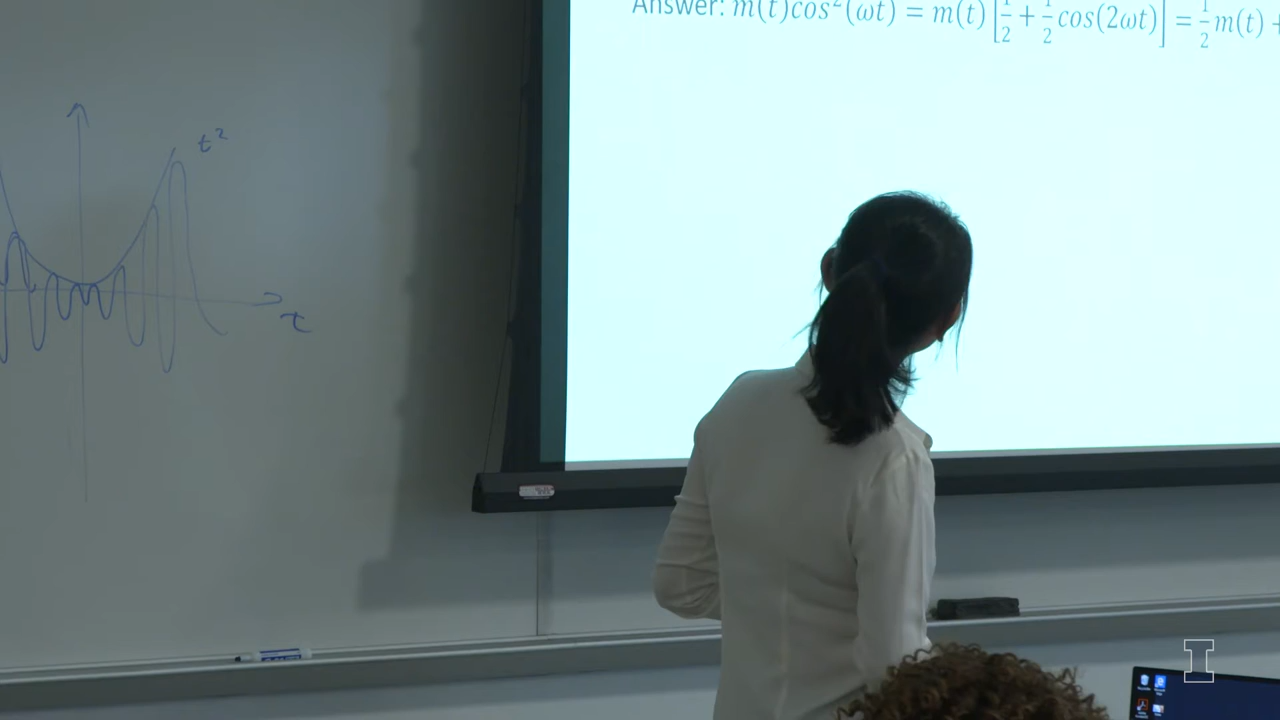 Answer: m(t)cos²(ωt) = m(t)[1/2 + 1/2 cos(2ωt)] = 1/2 m(t) +
t²
t
I